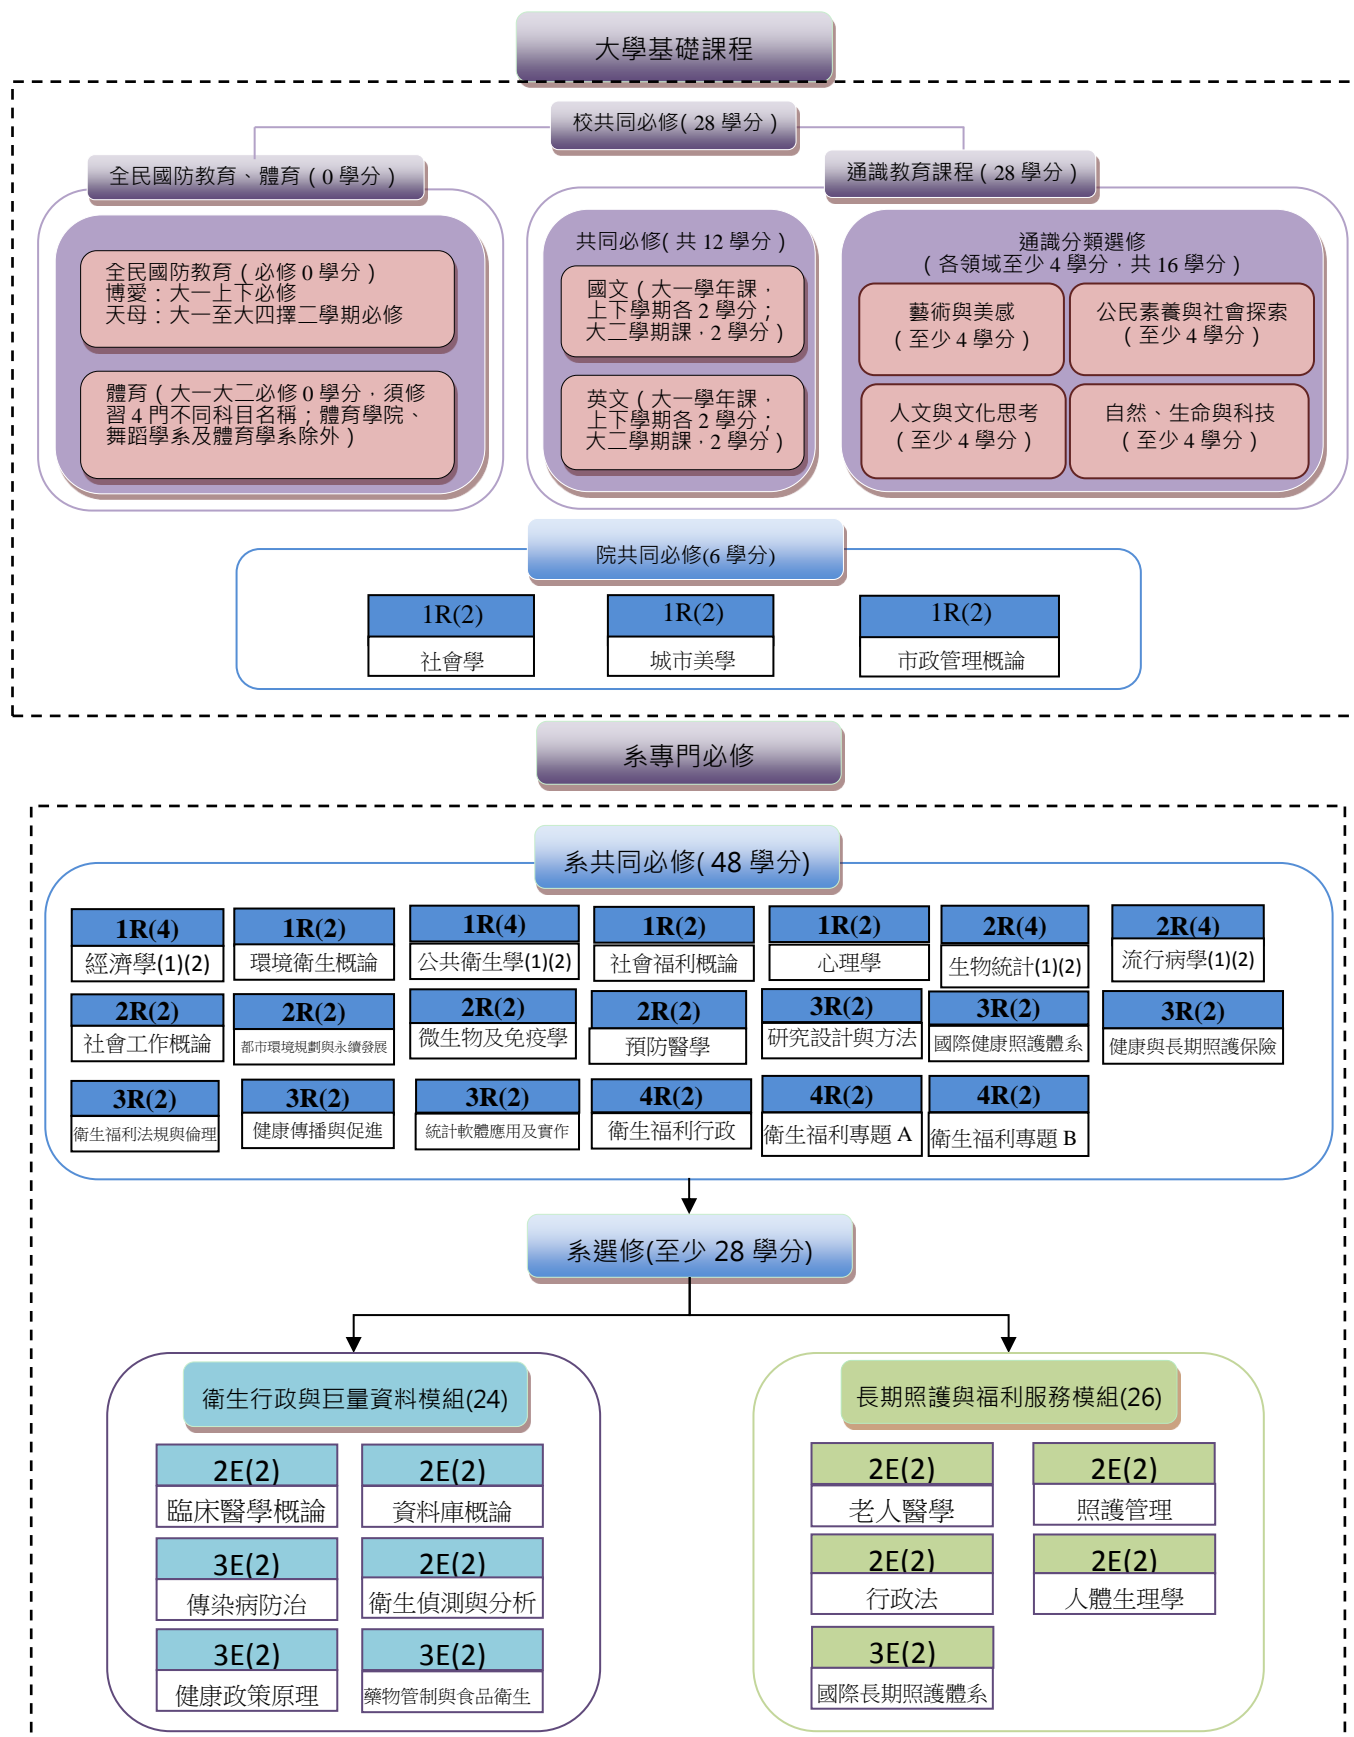 大學基礎課程
校共同必修( 28 學分 )
全民國防教育、體育 ( 0 學分 )
通識教育課程 ( 28 學分 )
全民國防教育 ( 必修 0 學分 )
博愛：大一上下必修
天母：大一至大四擇二學期必修
體育 ( 大一大二必修 0 學分，須修
習 4 門不同科目名稱；體育學院、
舞蹈學系及體育學系除外 )
共同必修( 共 12 學分 )
國文 ( 大一學年課，
上下學期各 2 學分；
大二學期課，2 學分 )
英文 ( 大一學年課，
上下學期各 2 學分；
大二學期課，2 學分 )
通識分類選修
( 各領域至少 4 學分，共 16 學分 )
藝術與美感
( 至少 4 學分 )
公民素養與社會探索
( 至少 4 學分 )
人文與文化思考
( 至少 4 學分 )
自然、生命與科技
( 至少 4 學分 )
院共同必修(6 學分)
1R(2)
社會學
1R(2)
城市美學
1R(2)
市政管理概論
系專門必修
系共同必修( 48 學分)
1R(4)
經濟學(1)(2)
1R(2)
環境衛生概論
1R(4)
公共衛生學(1)(2)
1R(2)
社會福利概論
1R(2)
心理學
2R(4)
生物統計(1)(2)
2R(4)
流行病學(1)(2)
2R(2)
社會工作概論
2R(2)
都市環境規劃與永續發展
2R(2)
微生物及免疫學
2R(2)
預防醫學
3R(2)
研究設計與方法
3R(2)
國際健康照護體系
3R(2)
健康與長期照護保險
3R(2)
衛生福利法規與倫理
3R(2)
健康傳播與促進
3R(2)
統計軟體應用及實作
4R(2)
衛生福利行政
4R(2)
衛生福利專題 A
4R(2)
衛生福利專題 B
系選修(至少 28 學分)
衛生行政與巨量資料模組(24)
2E(2)
臨床醫學概論
2E(2)
資料庫概論
3E(2)
傳染病防治
2E(2)
衛生偵測與分析
3E(2)
健康政策原理
3E(2)
藥物管制與食品衛生
長期照護與福利服務模組(26)
2E(2)
老人醫學
2E(2)
照護管理
2E(2)
行政法
2E(2)
人體生理學
3E(2)
國際長期照護體系